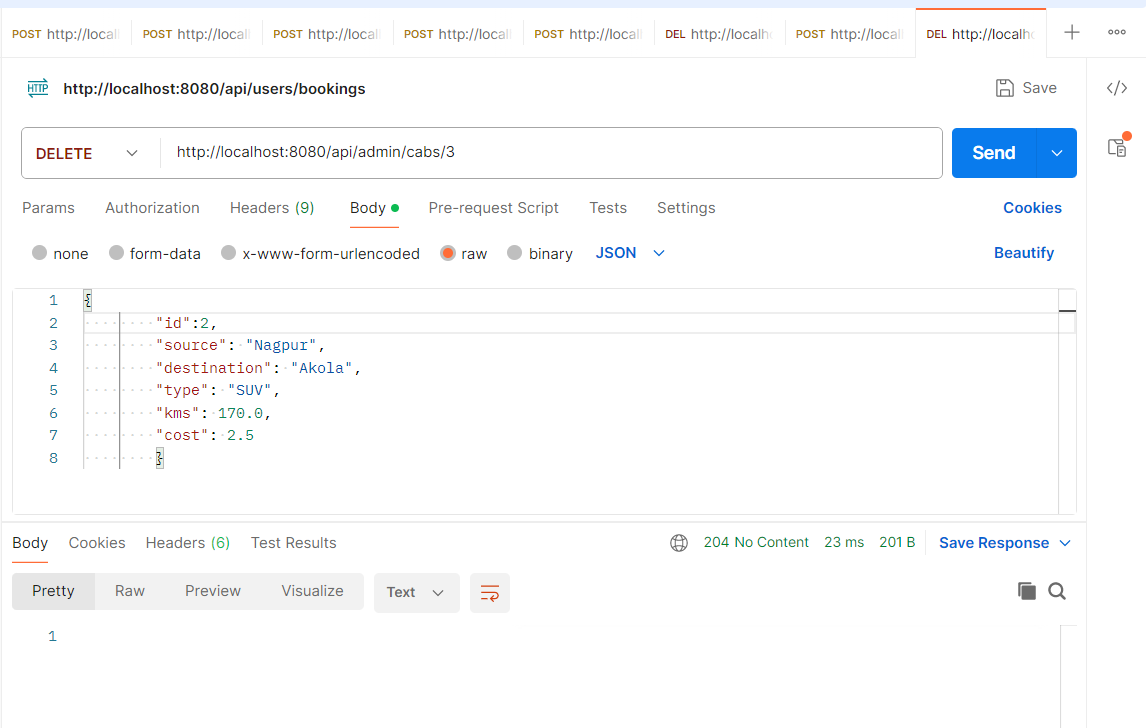 POST http://local POST http://local POST http://local POST http://local POST http://local DEL http://localh POST http://local DEL http://localh
HTTP http://localhost:8080/api/users/bookings Save
DELETE http://localhost:8080/api/admin/cabs/3 Send
Params Authorization Headers (9) Body Pre-request Script Tests Settings Cookies
none form-data x-www-form-urlencoded raw binary JSON Beautify
1 {
2 "id":2,
3 "source": "Nagpur",
4 "destination": "Akola",
5 "type": "SUV",
6 "kms": 170.0,
7 "cost": 2.5
8 }
Body Cookies Headers (6) Test Results 204 No Content 23 ms 201 B Save Response
Pretty Raw Preview Visualize Text
1